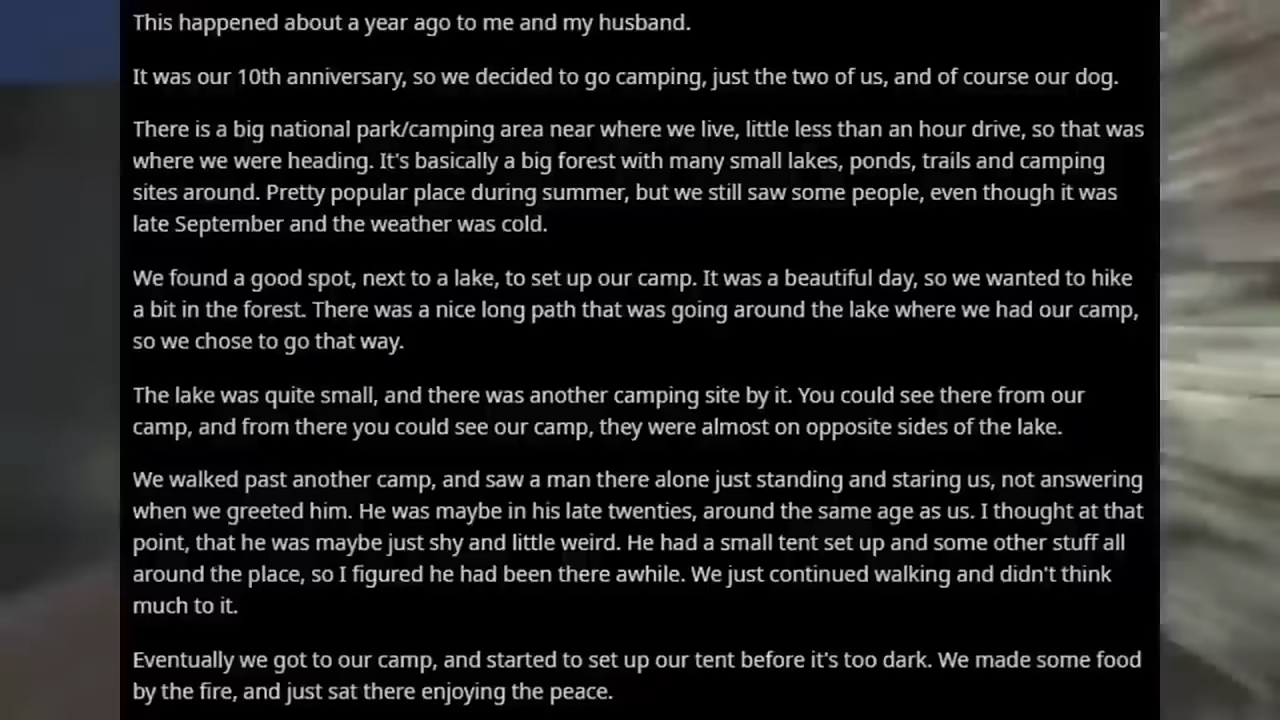 This happened about a year ago to me and my husband.
It was our 10th anniversary, so we decided to go camping, just the two of us, and of course our dog.
There is a big national park/camping area near where we live, little less than an hour drive, so that was
where we were heading. It's basically a big forest with many small lakes, ponds, trails and camping
sites around. Pretty popular place during summer, but we still saw some people, even though it was
late September and the weather was cold.
We found a good spot, next to a lake, to set up our camp. It was a beautiful day, so we wanted to hike
a bit in the forest. There was a nice long path that was going around the lake where we had our camp,
so we chose to go that way.
The lake was quite small, and there was another camping site by it. You could see there from our
camp, and from there you could see our camp, they were almost on opposite sides of the lake.
We walked past another camp, and saw a man there alone just standing and staring us, not answering
when we greeted him. He was maybe in his late twenties, around the same age as us. I thought at that
point, that he was maybe just shy and little weird. He had a small tent set up and some other stuff all
around the place, so I figured he had been there awhile. We just continued walking and didn't think
much to it.
Eventually we got to our camp, and started to set up our tent before it's too dark. We made some food
by the fire, and just sat there enjoying the peace.